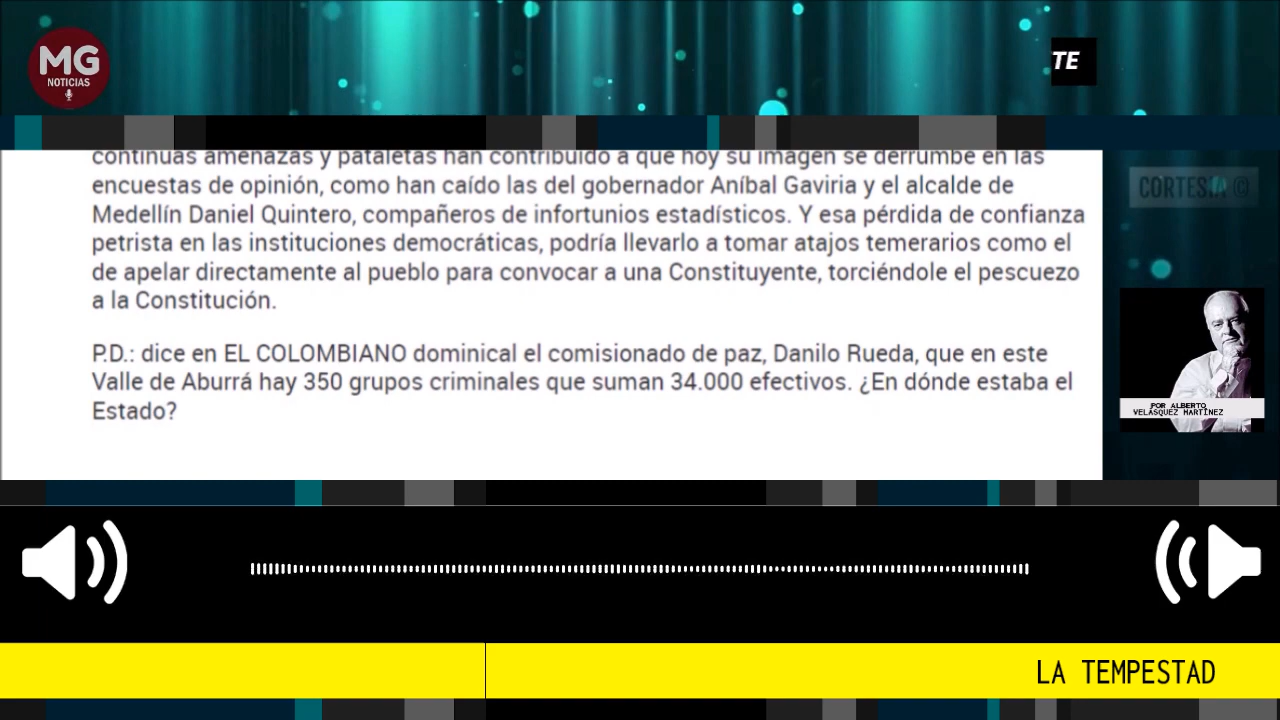 MG
NOTICIAS
TE
continuas amenazas y pataletas han contribuido a que hoy su imagen se derrumbe en las
encuestas de opinión, como han caído las del gobernador Aníbal Gaviria y el alcalde de
Medellín Daniel Quintero, compañeros de infortunios estadísticos. Y esa pérdida de confianza
petrista en las instituciones democráticas, podría llevarlo a tomar atajos temerarios como el
de apelar directamente al pueblo para convocar a una Constituyente, torciéndole el pescuezo
a la Constitución.
P.D.: dice en EL COLOMBIANO dominical el comisionado de paz, Danilo Rueda, que en este
Valle de Aburrá hay 350 grupos criminales que suman 34.000 efectivos. ¿En dónde estaba el
Estado?
CORTESÍA ©
POR ALBERTO
VELÁSQUEZ MARTÍNEZ
LA TEMPESTAD